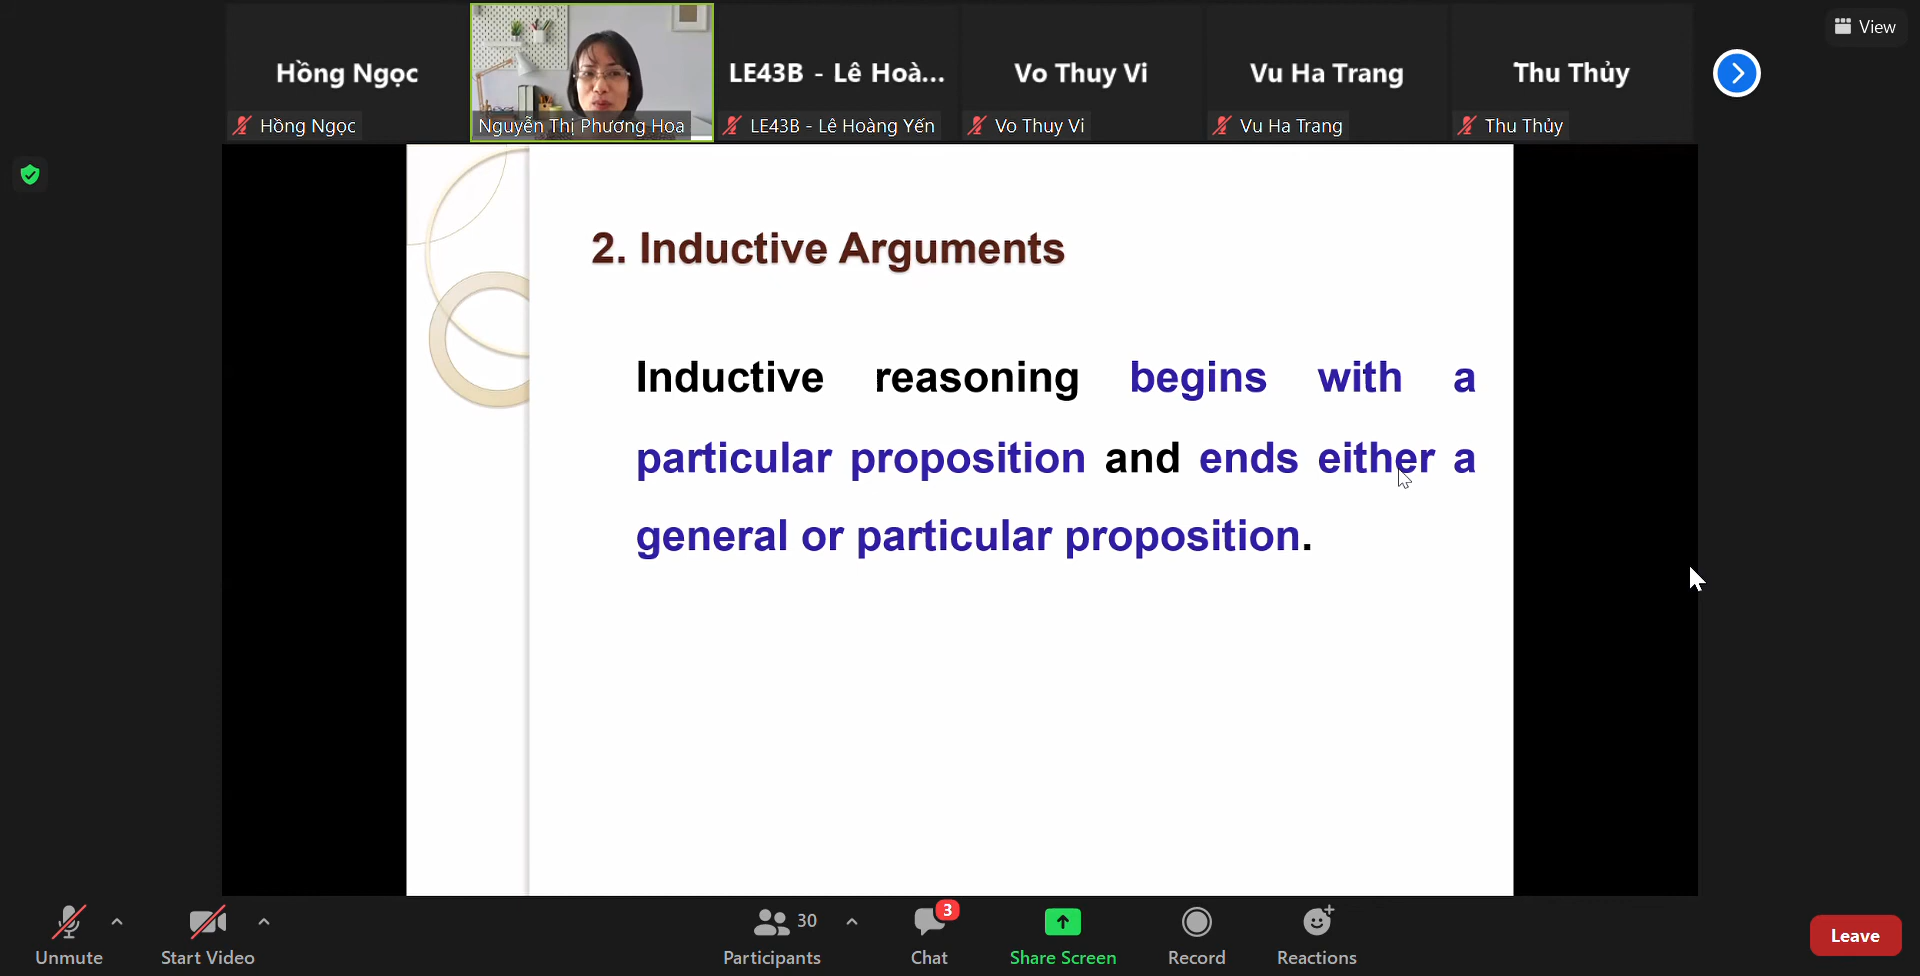 View
Hồng Ngọc
LE43B - Lê Hoà...
Vo Thuy Vi
Vu Ha Trang
Thu Thủy
Hồng Ngọc
Nguyễn Thị Phương Hoa
LE43B - Lê Hoàng Yến
Vo Thuy Vi
Vu Ha Trang
Thu Thủy
2. Inductive Arguments
Inductive reasoning begins with a
particular proposition and ends either a
general or particular proposition.
30
3
Unmute
Start Video
Participants
Chat
Share Screen
Record
Reactions
Leave